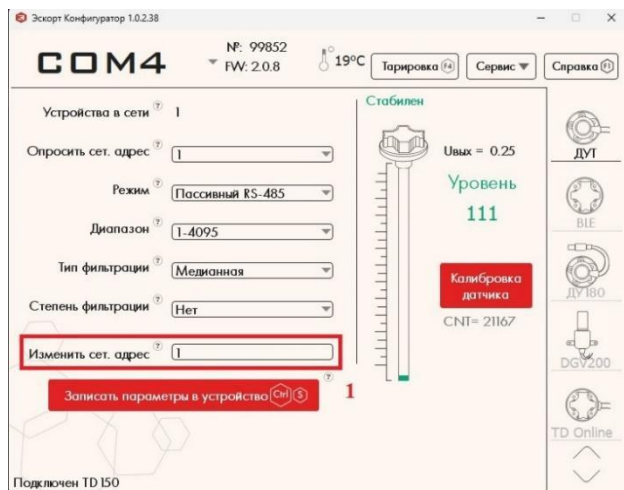 Эскорт Конфигуратор 1.0.2.38
COM4
№: 99852
FW: 2.0.8
19°C
Тарировка F4
Сервис
Справка F1
Устройства в сети ? 1
Опросить сет. адрес ? 1
Режим ? Пассивный RS-485
Диапазон ? 1-4095
Тип фильтрации ? Медианная
Степень фильтрации ? Нет
Изменить сет. адрес ? 1
Записать параметры в устройство Ctrl S ?
1
Подключен TD150
Стабилен
Uвых = 0.25
Уровень
111
Калибровка
датчика
CNT= 21167
ДУТ
BLE
ДУ180
DGV200
TD Online